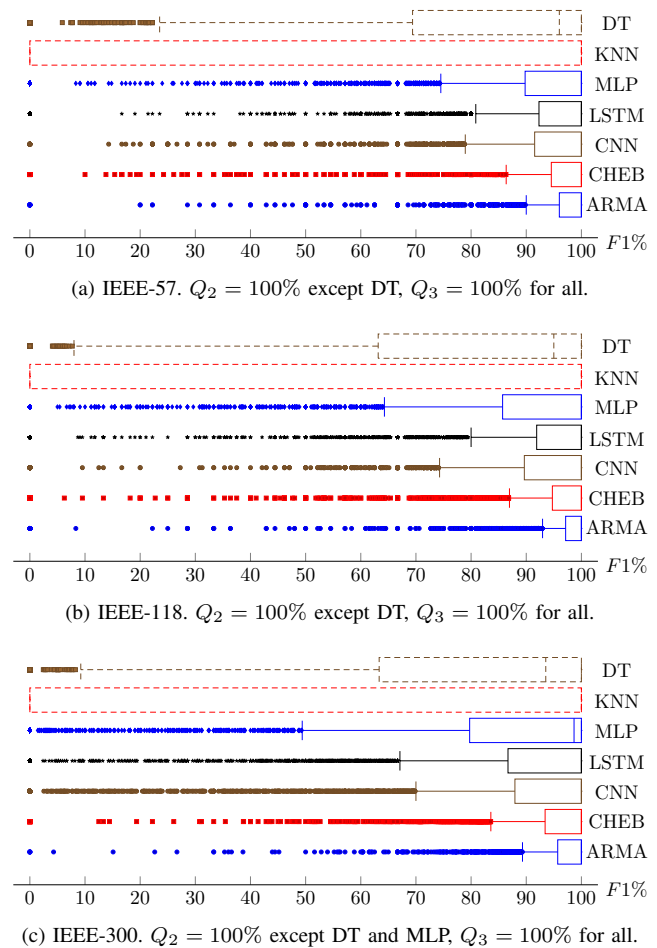 DT
KNN
MLP
LSTM
CNN
CHEB
ARMA
0 10 20 30 40 50 60 70 80 90 100 F1%
(a) IEEE-57. Q₂ = 100% except DT, Q₃ = 100% for all.
DT
KNN
MLP
LSTM
CNN
CHEB
ARMA
0 10 20 30 40 50 60 70 80 90 100 F1%
(b) IEEE-118. Q₂ = 100% except DT, Q₃ = 100% for all.
DT
KNN
MLP
LSTM
CNN
CHEB
ARMA
0 10 20 30 40 50 60 70 80 90 100 F1%
(c) IEEE-300. Q₂ = 100% except DT and MLP, Q₃ = 100% for all.